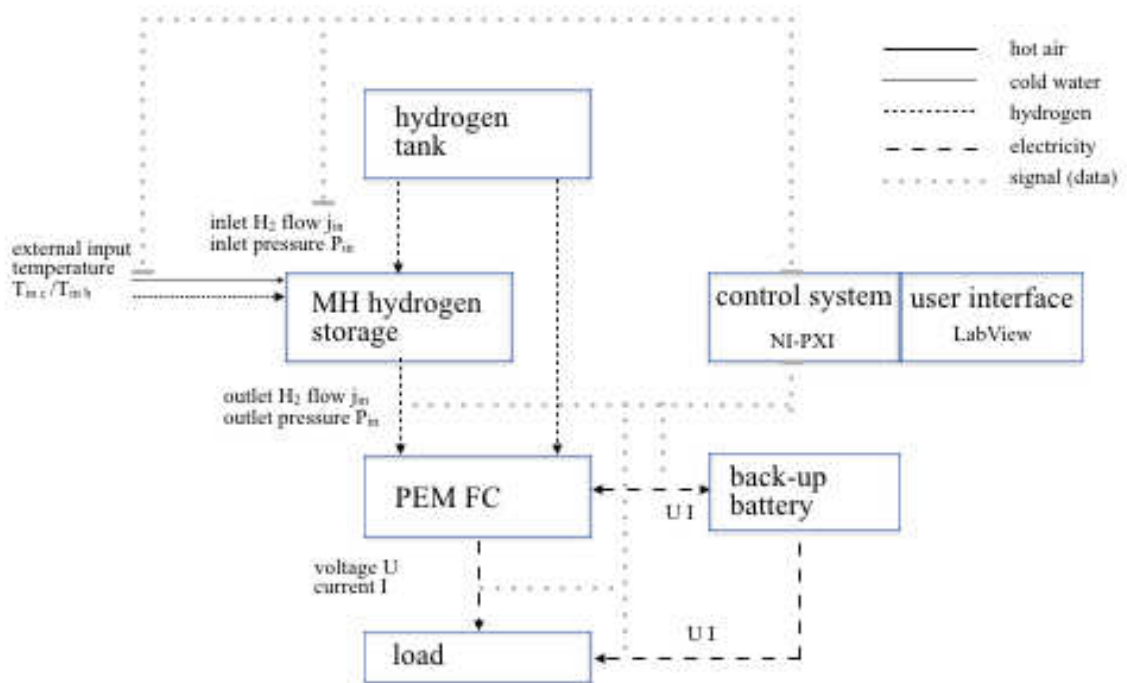 hot air
cold water
hydrogen
electricity
signal (data)
hydrogen
tank
inlet H₂ flow jᵢₙ
inlet pressure Pᵢₙ
external input
temperature
T_in c /T_in h
MH hydrogen
storage
control system
NI-PXI
user interface
LabView
outlet H₂ flow jᵢₙ
outlet pressure Pᵢₙ
PEM FC
U I
back-up
battery
voltage U
current I
U I
load